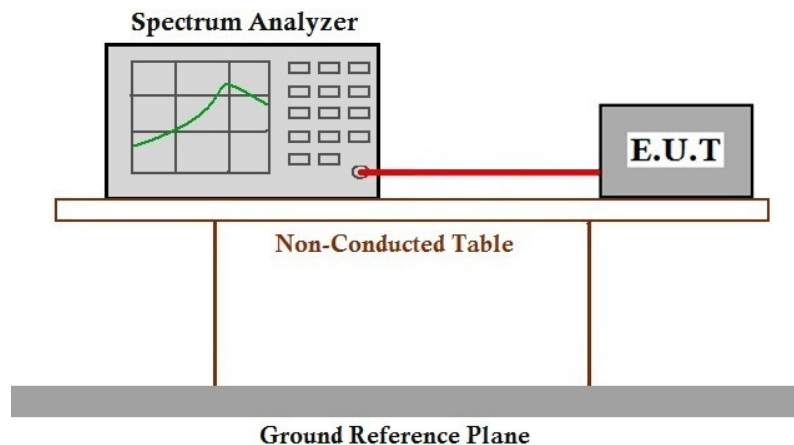 Spectrum Analyzer
E.U.T
Non-Conducted Table
Ground Reference Plane